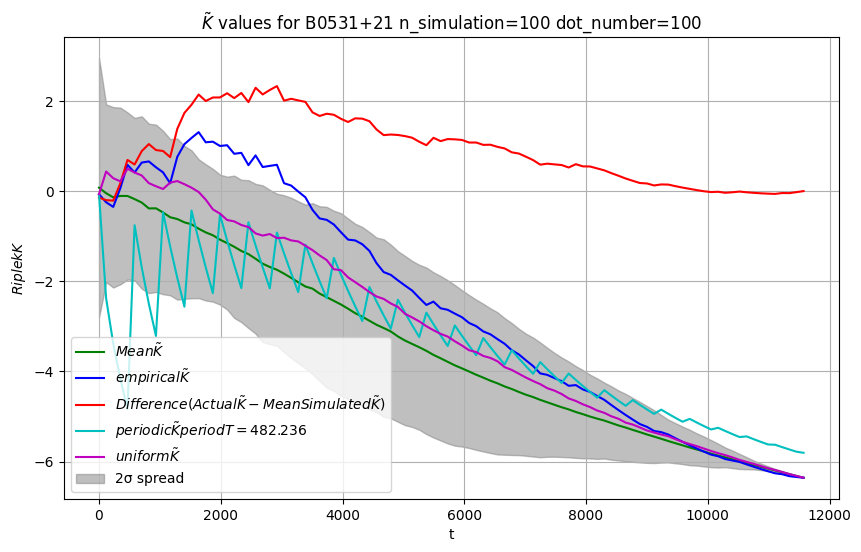 K̃ values for B0531+21 n_simulation=100 dot_number=100
RiplekK
2
0
−2
−4
−6
MeanK̃
empiricalK̃
Difference(ActualK̃ − MeanSimulatedK̃)
periodicK̃periodT = 482.236
uniformK̃
2σ spread
0 2000 4000 6000 8000 10000 12000
t